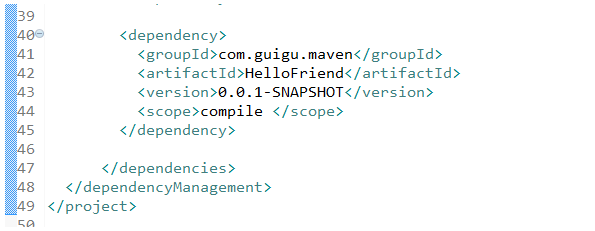 39
40 <dependency>
41 <groupId>com.guigu.maven</groupId>
42 <artifactId>HelloFriend</artifactId>
43 <version>0.0.1-SNAPSHOT</version>
44 <scope>compile </scope>
45 </dependency>
46
47 </dependencies>
48 </dependencyManagement>
49 </project>
50